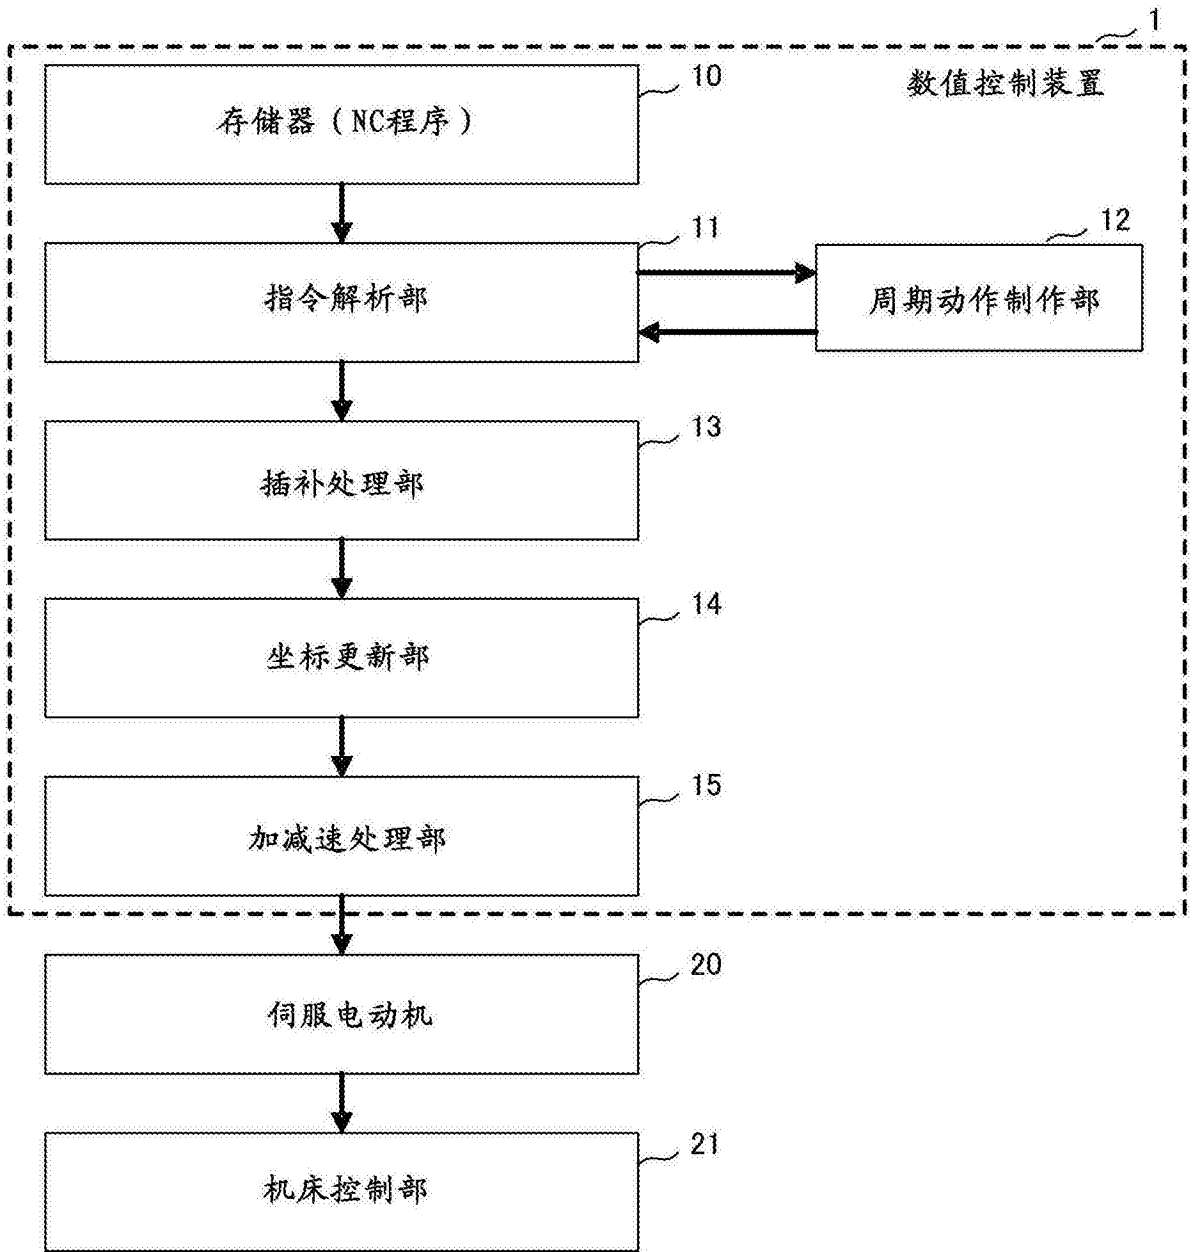 1
数值控制装置
10
存储器（NC程序）
11
指令解析部
12
周期动作制作部
13
插补处理部
14
坐标更新部
15
加减速处理部
20
伺服电动机
21
机床控制部